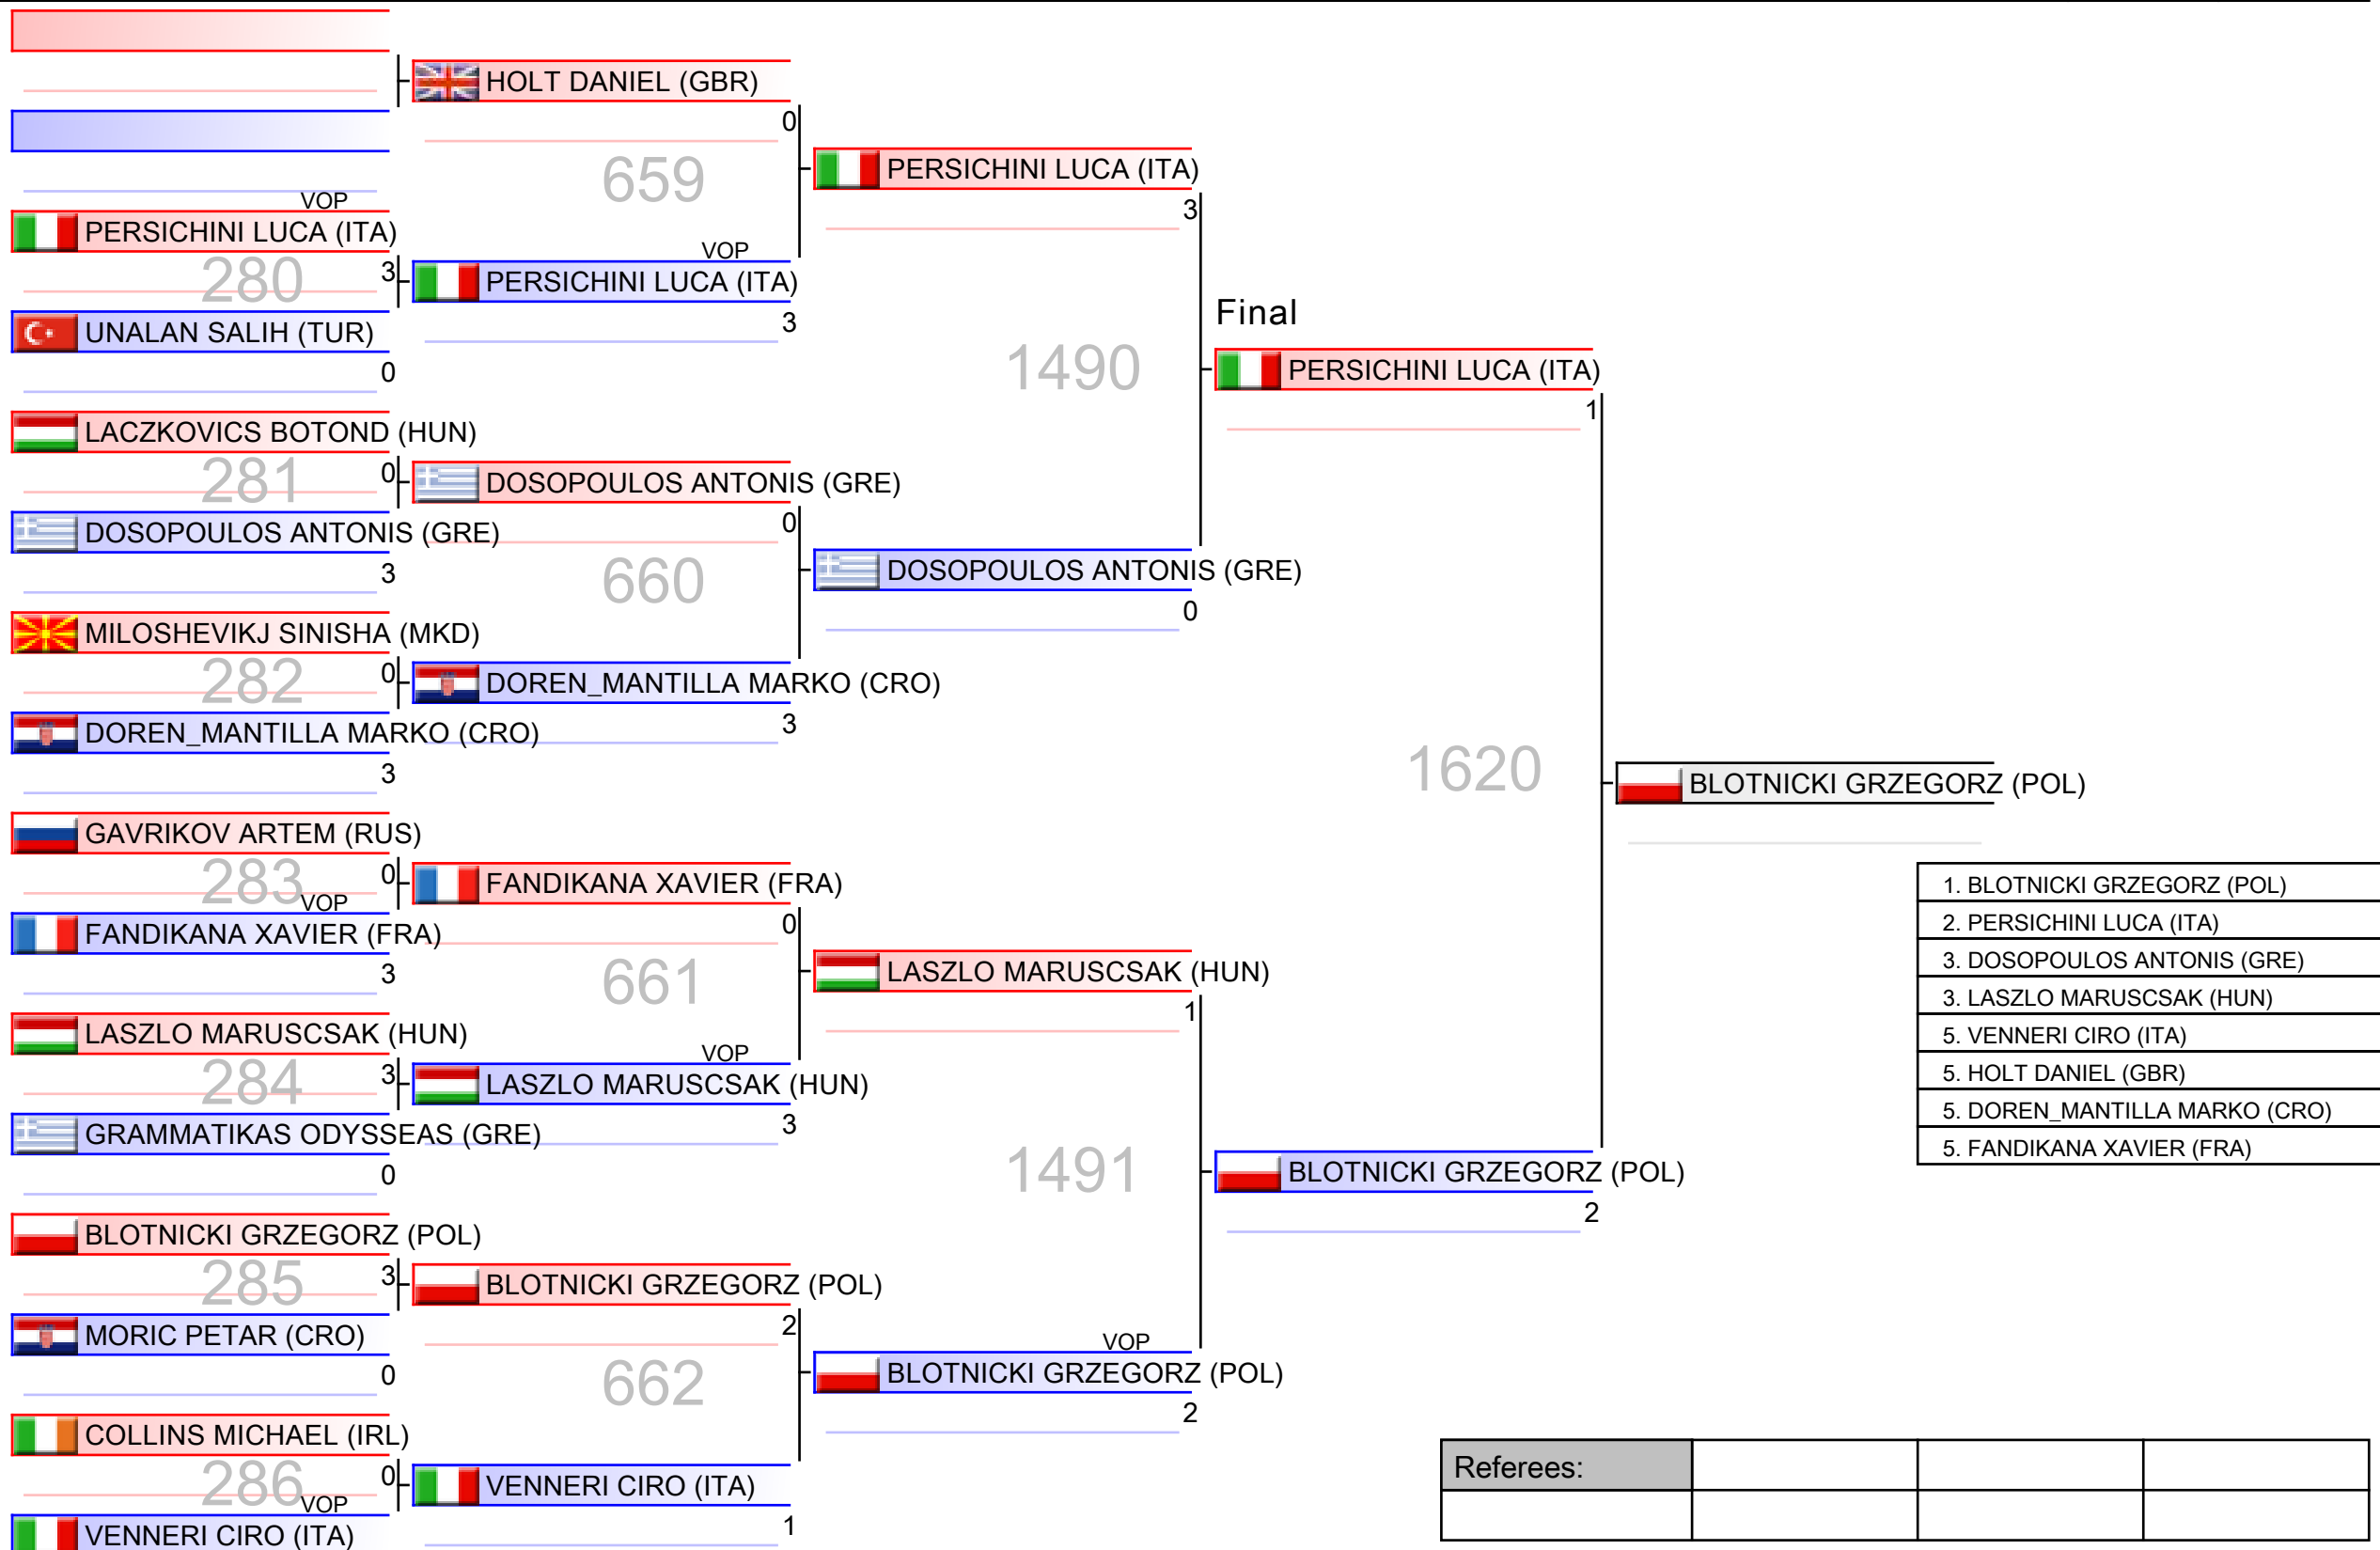 HOLT DANIEL (GBR)
0
659
PERSICHINI LUCA (ITA)
3
VOP
PERSICHINI LUCA (ITA)
280
3
VOP
PERSICHINI LUCA (ITA)
3
UNALAN SALIH (TUR)
0
Final
1490
PERSICHINI LUCA (ITA)
1
LACZKOVICS BOTOND (HUN)
281
0
DOSOPOULOS ANTONIS (GRE)
0
DOSOPOULOS ANTONIS (GRE)
3
660
DOSOPOULOS ANTONIS (GRE)
0
MILOSHEVIKJ SINISHA (MKD)
282
0
DOREN_MANTILLA MARKO (CRO)
3
DOREN_MANTILLA MARKO (CRO)
3
1620
BLOTNICKI GRZEGORZ (POL)
GAVRIKOV ARTEM (RUS)
283
0
VOP
FANDIKANA XAVIER (FRA)
0
FANDIKANA XAVIER (FRA)
3
661
LASZLO MARUSCSAK (HUN)
1
LASZLO MARUSCSAK (HUN)
284
3
VOP
LASZLO MARUSCSAK (HUN)
3
GRAMMATIKAS ODYSSEAS (GRE)
0
1491
BLOTNICKI GRZEGORZ (POL)
2
1. BLOTNICKI GRZEGORZ (POL)
2. PERSICHINI LUCA (ITA)
3. DOSOPOULOS ANTONIS (GRE)
3. LASZLO MARUSCSAK (HUN)
5. VENNERI CIRO (ITA)
5. HOLT DANIEL (GBR)
5. DOREN_MANTILLA MARKO (CRO)
5. FANDIKANA XAVIER (FRA)
BLOTNICKI GRZEGORZ (POL)
285
3
BLOTNICKI GRZEGORZ (POL)
2
MORIC PETAR (CRO)
0
662
VOP
BLOTNICKI GRZEGORZ (POL)
2
COLLINS MICHAEL (IRL)
286
0
VOP
VENNERI CIRO (ITA)
1
VENNERI CIRO (ITA)
Referees: